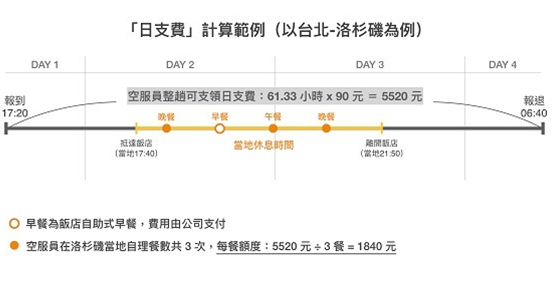 「日支費」計算範例（以台北-洛杉磯為例）
DAY 1 DAY 2 DAY 3 DAY 4
報到
17:20
空服員整趟可支領日支費：61.33 小時 x 90 元 ＝ 5520 元
報退
06:40
晚餐 早餐 午餐 晚餐
抵達飯店
（當地17:40）
當地休息時間
離開飯店
（當地21:50）
早餐為飯店自助式早餐，費用由公司支付
空服員在洛杉磯當地自理餐數共 3 次，每餐額度：5520 元 ÷ 3 餐 = 1840 元